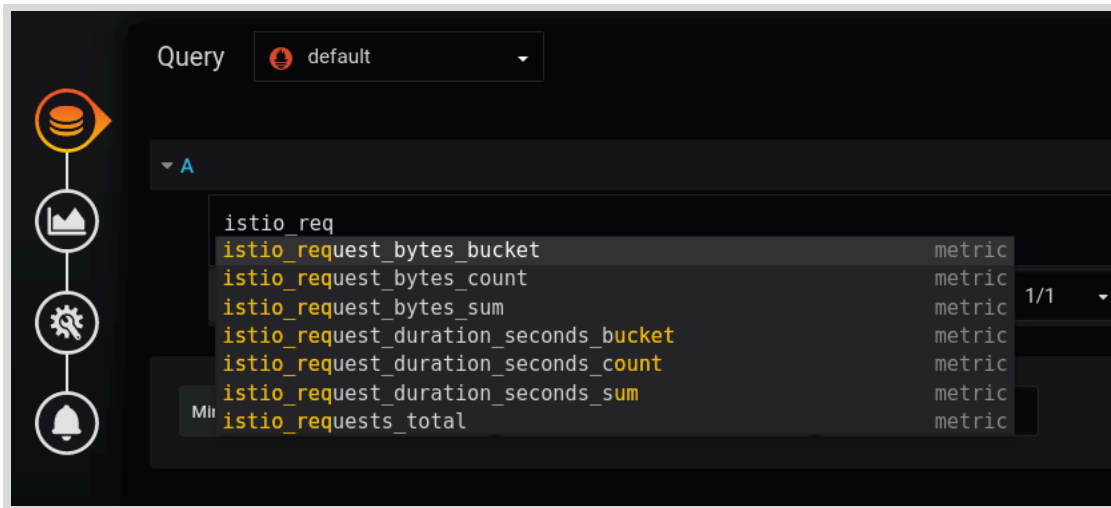 Query default
A
istio_req
istio_request_bytes_bucket metric
istio_request_bytes_count metric
istio_request_bytes_sum metric
1/1
istio_request_duration_seconds_bucket metric
istio_request_duration_seconds_count metric
istio_request_duration_seconds_sum metric
Min
istio_requests_total metric